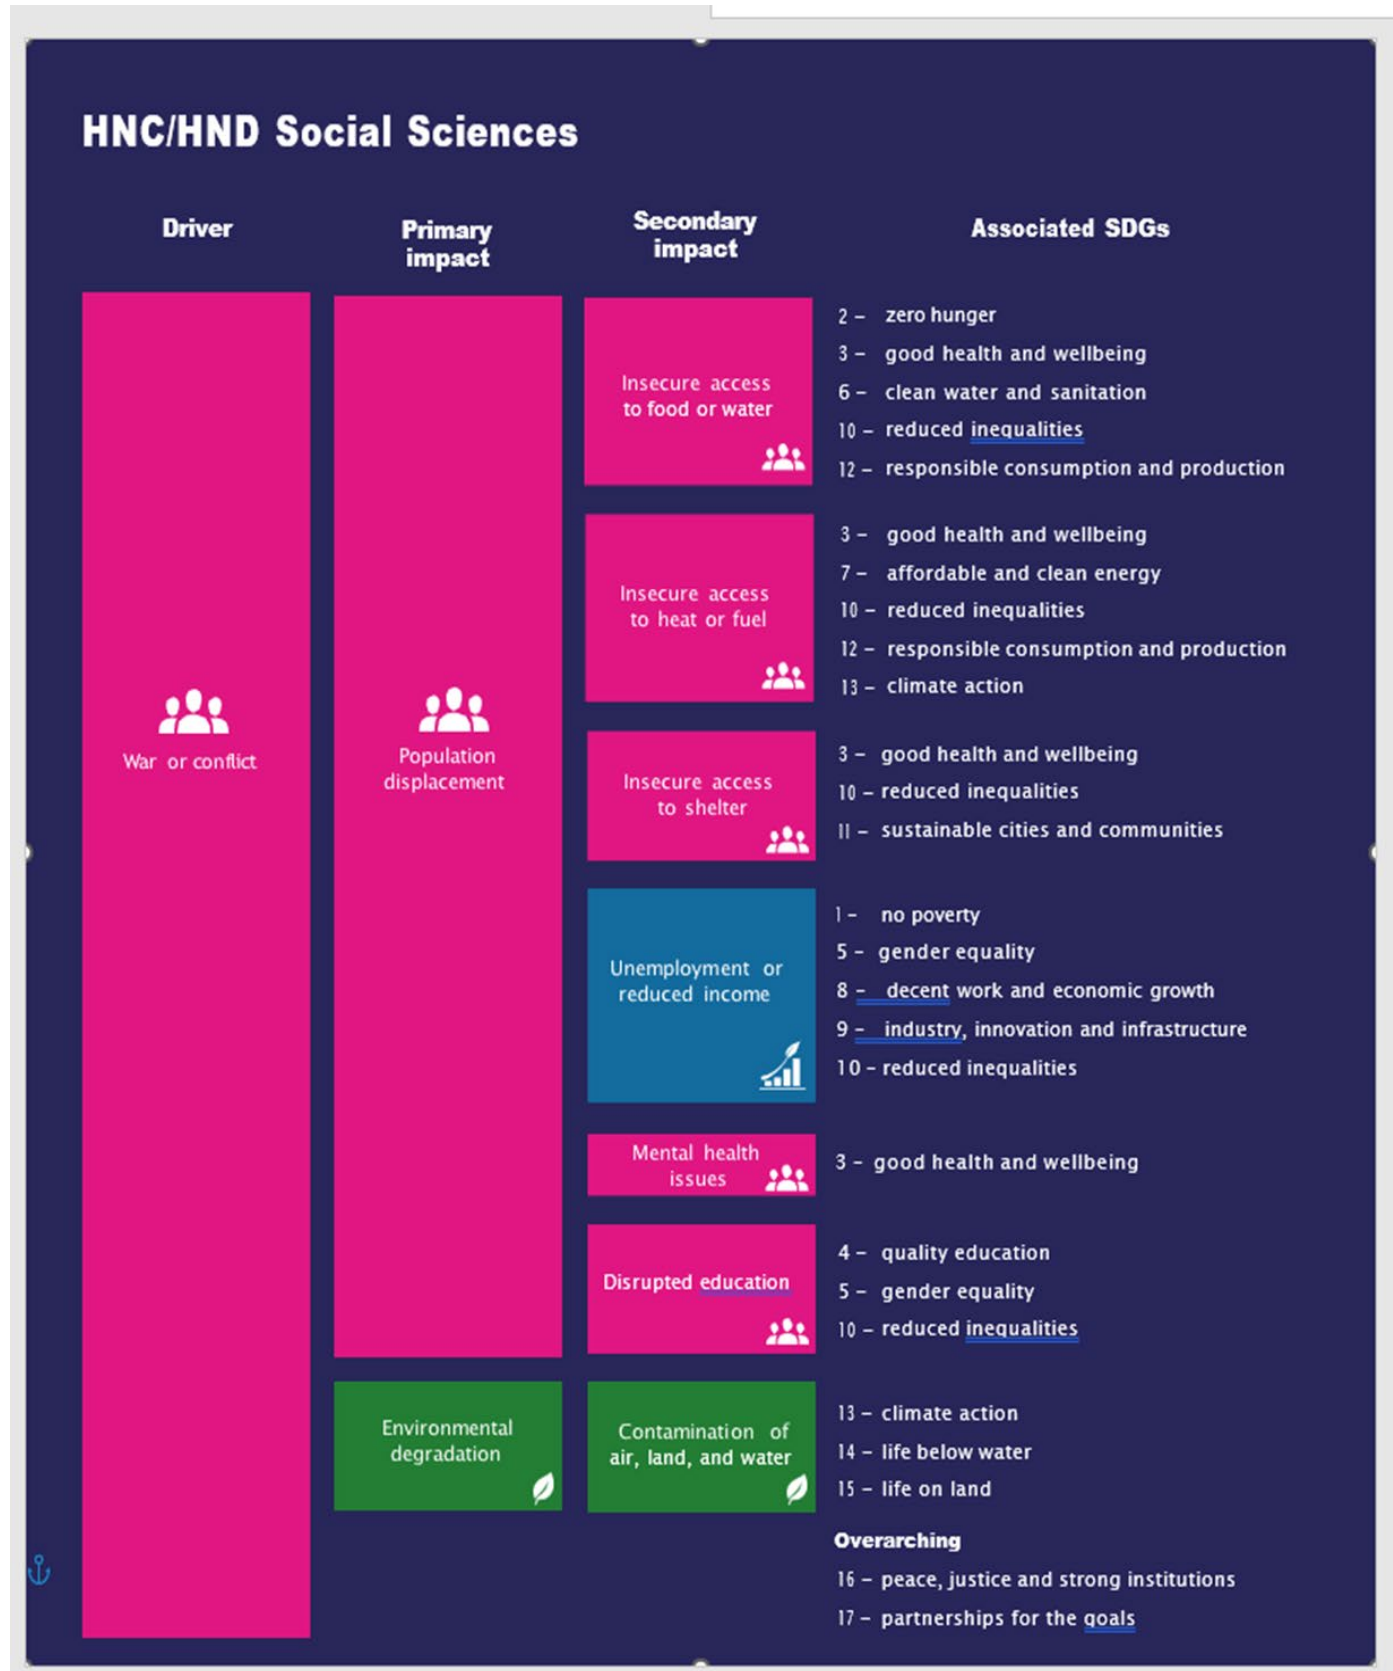 HNC/HND Social Sciences
Driver
Primary
impact
Secondary
impact
Associated SDGs
War or conflict
Population
displacement
Insecure access
to food or water
2 – zero hunger
3 – good health and wellbeing
6 – clean water and sanitation
10 – reduced inequalities
12 – responsible consumption and production
Insecure access
to heat or fuel
3 – good health and wellbeing
7 – affordable and clean energy
10 – reduced inequalities
12 – responsible consumption and production
13 – climate action
Insecure access
to shelter
3 – good health and wellbeing
10 – reduced inequalities
11 – sustainable cities and communities
Unemployment or
reduced income
1 – no poverty
5 – gender equality
8 – decent work and economic growth
9 – industry, innovation and infrastructure
10 – reduced inequalities
Mental health
issues
3 – good health and wellbeing
Disrupted education
4 – quality education
5 – gender equality
10 – reduced inequalities
Environmental
degradation
Contamination of
air, land, and water
13 – climate action
14 – life below water
15 – life on land
Overarching
16 – peace, justice and strong institutions
17 – partnerships for the goals